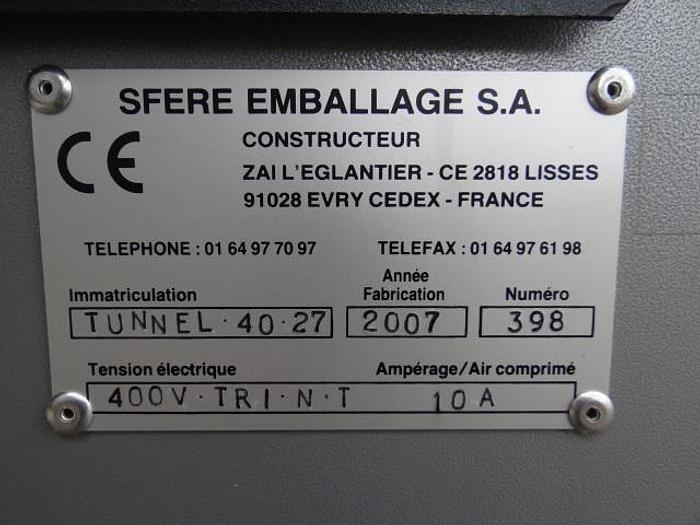 SFERE EMBALLAGE S.A.
CE
CONSTRUCTEUR
ZAI L'EGLANTIER - CE 2818 LISSES
91028 EVRY CEDEX - FRANCE
TELEPHONE : 01 64 97 70 97 TELEFAX : 01 64 97 61 98
Immatriculation Année Fabrication Numéro
TUNNEL · 40 · 27 2007 398
Tension électrique Ampérage/Air comprimé
400V · TRI · N · T 10 A